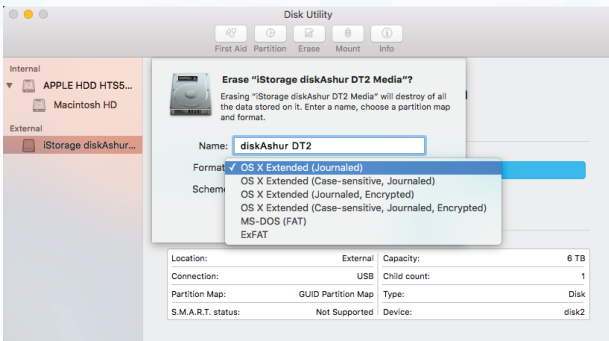 Disk Utility
First Aid Partition Erase Mount Info
Internal
APPLE HDD HTS5...
Macintosh HD
External
iStorage diskAshur...
Erase “iStorage diskAshur DT2 Media”?
Erasing “iStorage diskAshur DT2 Media” will destroy of all
the data stored on it. Enter a name, choose a partition map
and format.
Name: diskAshur DT2
Format ✓ OS X Extended (Journaled)
OS X Extended (Case-sensitive, Journaled)
Scheme OS X Extended (Journaled, Encrypted)
OS X Extended (Case-sensitive, Journaled, Encrypted)
MS-DOS (FAT)
ExFAT
Location: External Capacity: 6 TB
Connection: USB Child count: 1
Partition Map: GUID Partition Map Type: Disk
S.M.A.R.T. status: Not Supported Device: disk2